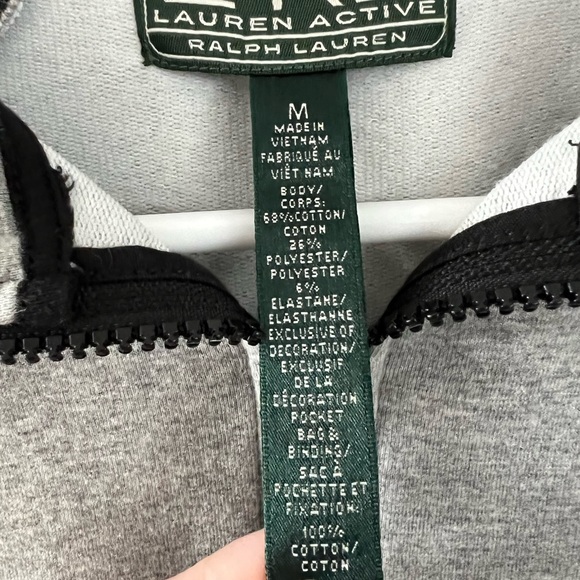 LAUREN ACTIVE
RALPH LAUREN
M
MADE IN
VIETNAM
FABRIQUÉ AU
VIÊT NAM
BODY/
CORPS:
68%COTTON/
COTON
26%
POLYESTER/
POLYESTER
6%
ELASTANE/
ELASTHANNE
EXCLUSIVE OF
DECORATION/
EXCLUSIF
DE LA
DÉCORATION
POCKET
BAG &
BINDING/
SAC À
POCHETTE ET
FIXATION:
100%
COTTON/
COTON